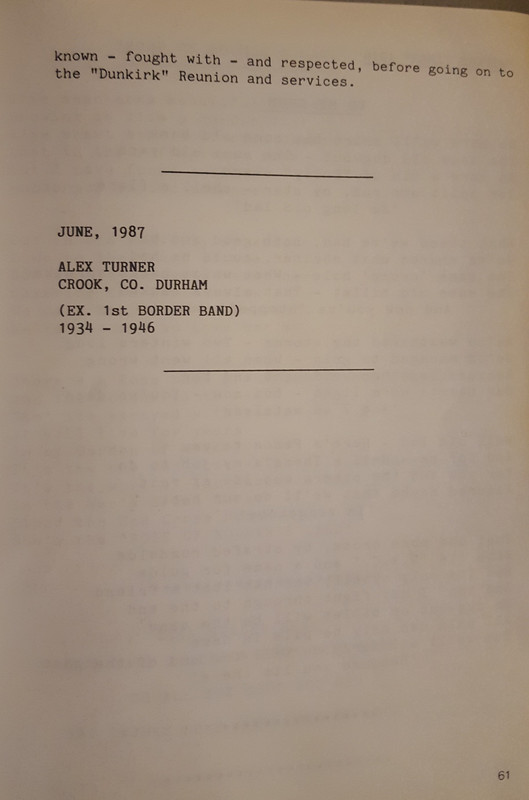 known - fought with - and respected, before going on to
the "Dunkirk" Reunion and services.
JUNE, 1987
ALEX TURNER
CROOK, CO. DURHAM
(EX. 1st BORDER BAND)
1934 - 1946
61